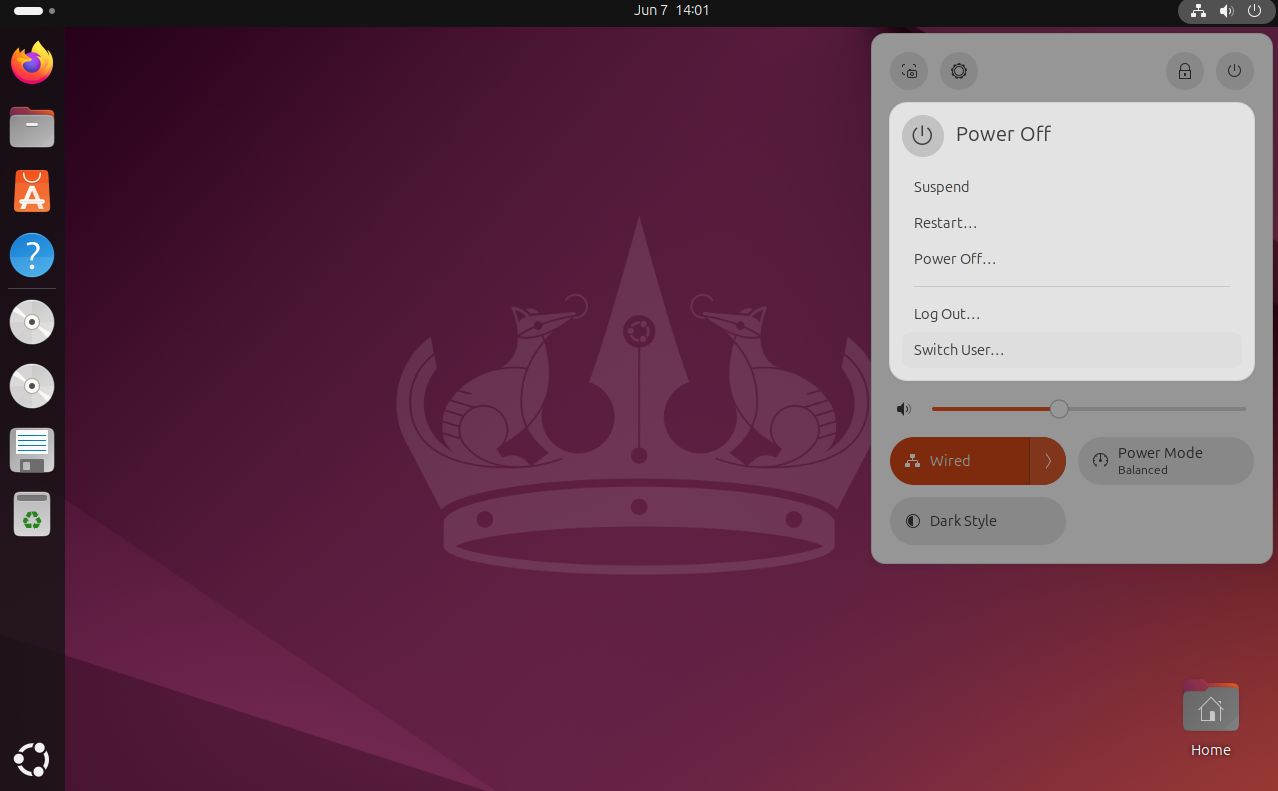 Jun 7 14:01
Power Off
Suspend
Restart...
Power Off...
Log Out...
Switch User...
Wired
Power Mode
Balanced
Dark Style
Home